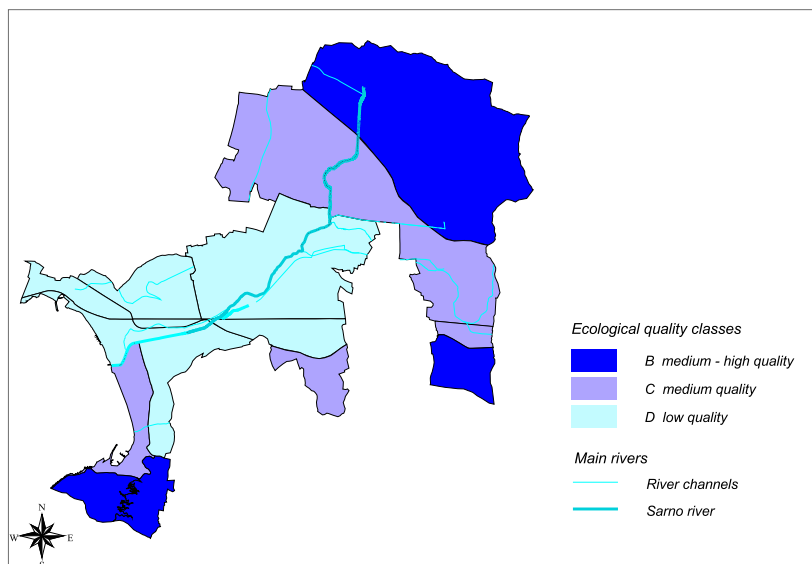 Ecological quality classes
B medium - high quality
C medium quality
D low quality
Main rivers
River channels
Sarno river
N
W E
S